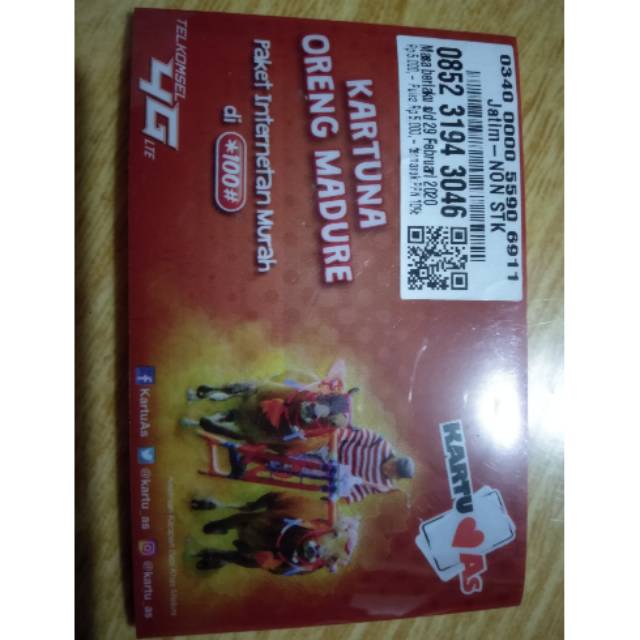 0340 0000 5590 6911
Jatim-NON STK
0852 3194 3046
Masa berlaku s/d 29 Februari 2020
KARTUNA
ORENG MADURE
Paket Internetan Murah
di *100#
TELKOMSEL
4G LTE
KARTU As
KartuAs @kartu_as @kartu_as